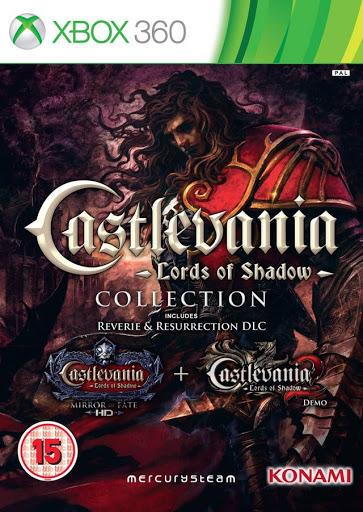 XBOX 360
PAL
Castlevania
Lords of Shadow
COLLECTION
INCLUDES
REVERIE & RESURRECTION DLC
Castlevania
Lords of Shadow
MIRROR OF FATE
HD
+
Castlevania 2
Lords of Shadow
DEMO
15
mercurysteam
KONAMI